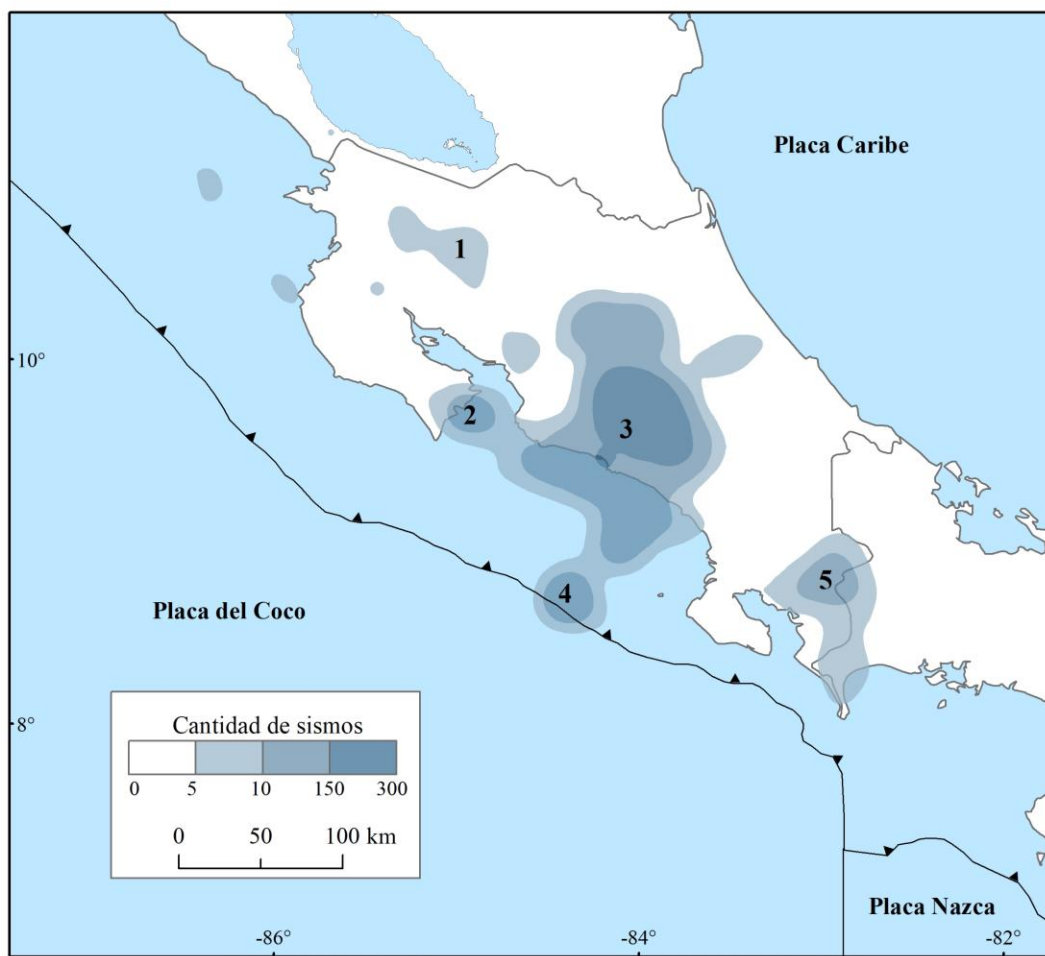 Placa Caribe
1
10°
2
3
5
4
Placa del Coco
8°
Cantidad de sismos
0 5 10 150 300
0 50 100 km
Placa Nazca
-86° -84° -82°